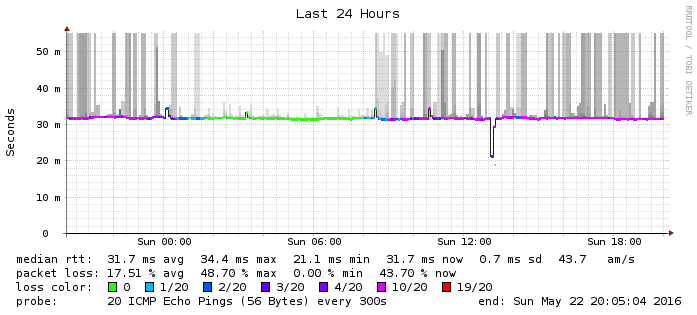 Last 24 Hours
RRDTOOL / TOBI OETIKER
Seconds
50 m
40 m
30 m
20 m
10 m
0
Sun 00:00 Sun 06:00 Sun 12:00 Sun 18:00
median rtt: 31.7 ms avg 34.4 ms max 21.1 ms min 31.7 ms now 0.7 ms sd 43.7 am/s
packet loss: 17.51 % avg 48.70 % max 0.00 % min 43.70 % now
loss color: 0 1/20 2/20 3/20 4/20 10/20 19/20
probe: 20 ICMP Echo Pings (56 Bytes) every 300s end: Sun May 22 20:05:04 2016